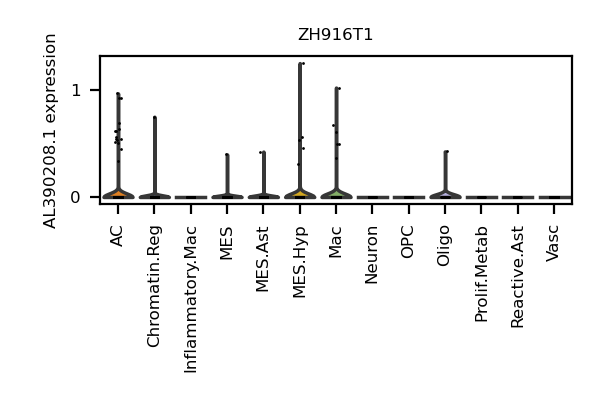 ZH916T1
AL390208.1 expression
1
0
AC
Chromatin.Reg
Inflammatory.Mac
MES
MES.Ast
MES.Hyp
Mac
Neuron
OPC
Oligo
Prolif.Metab
Reactive.Ast
Vasc